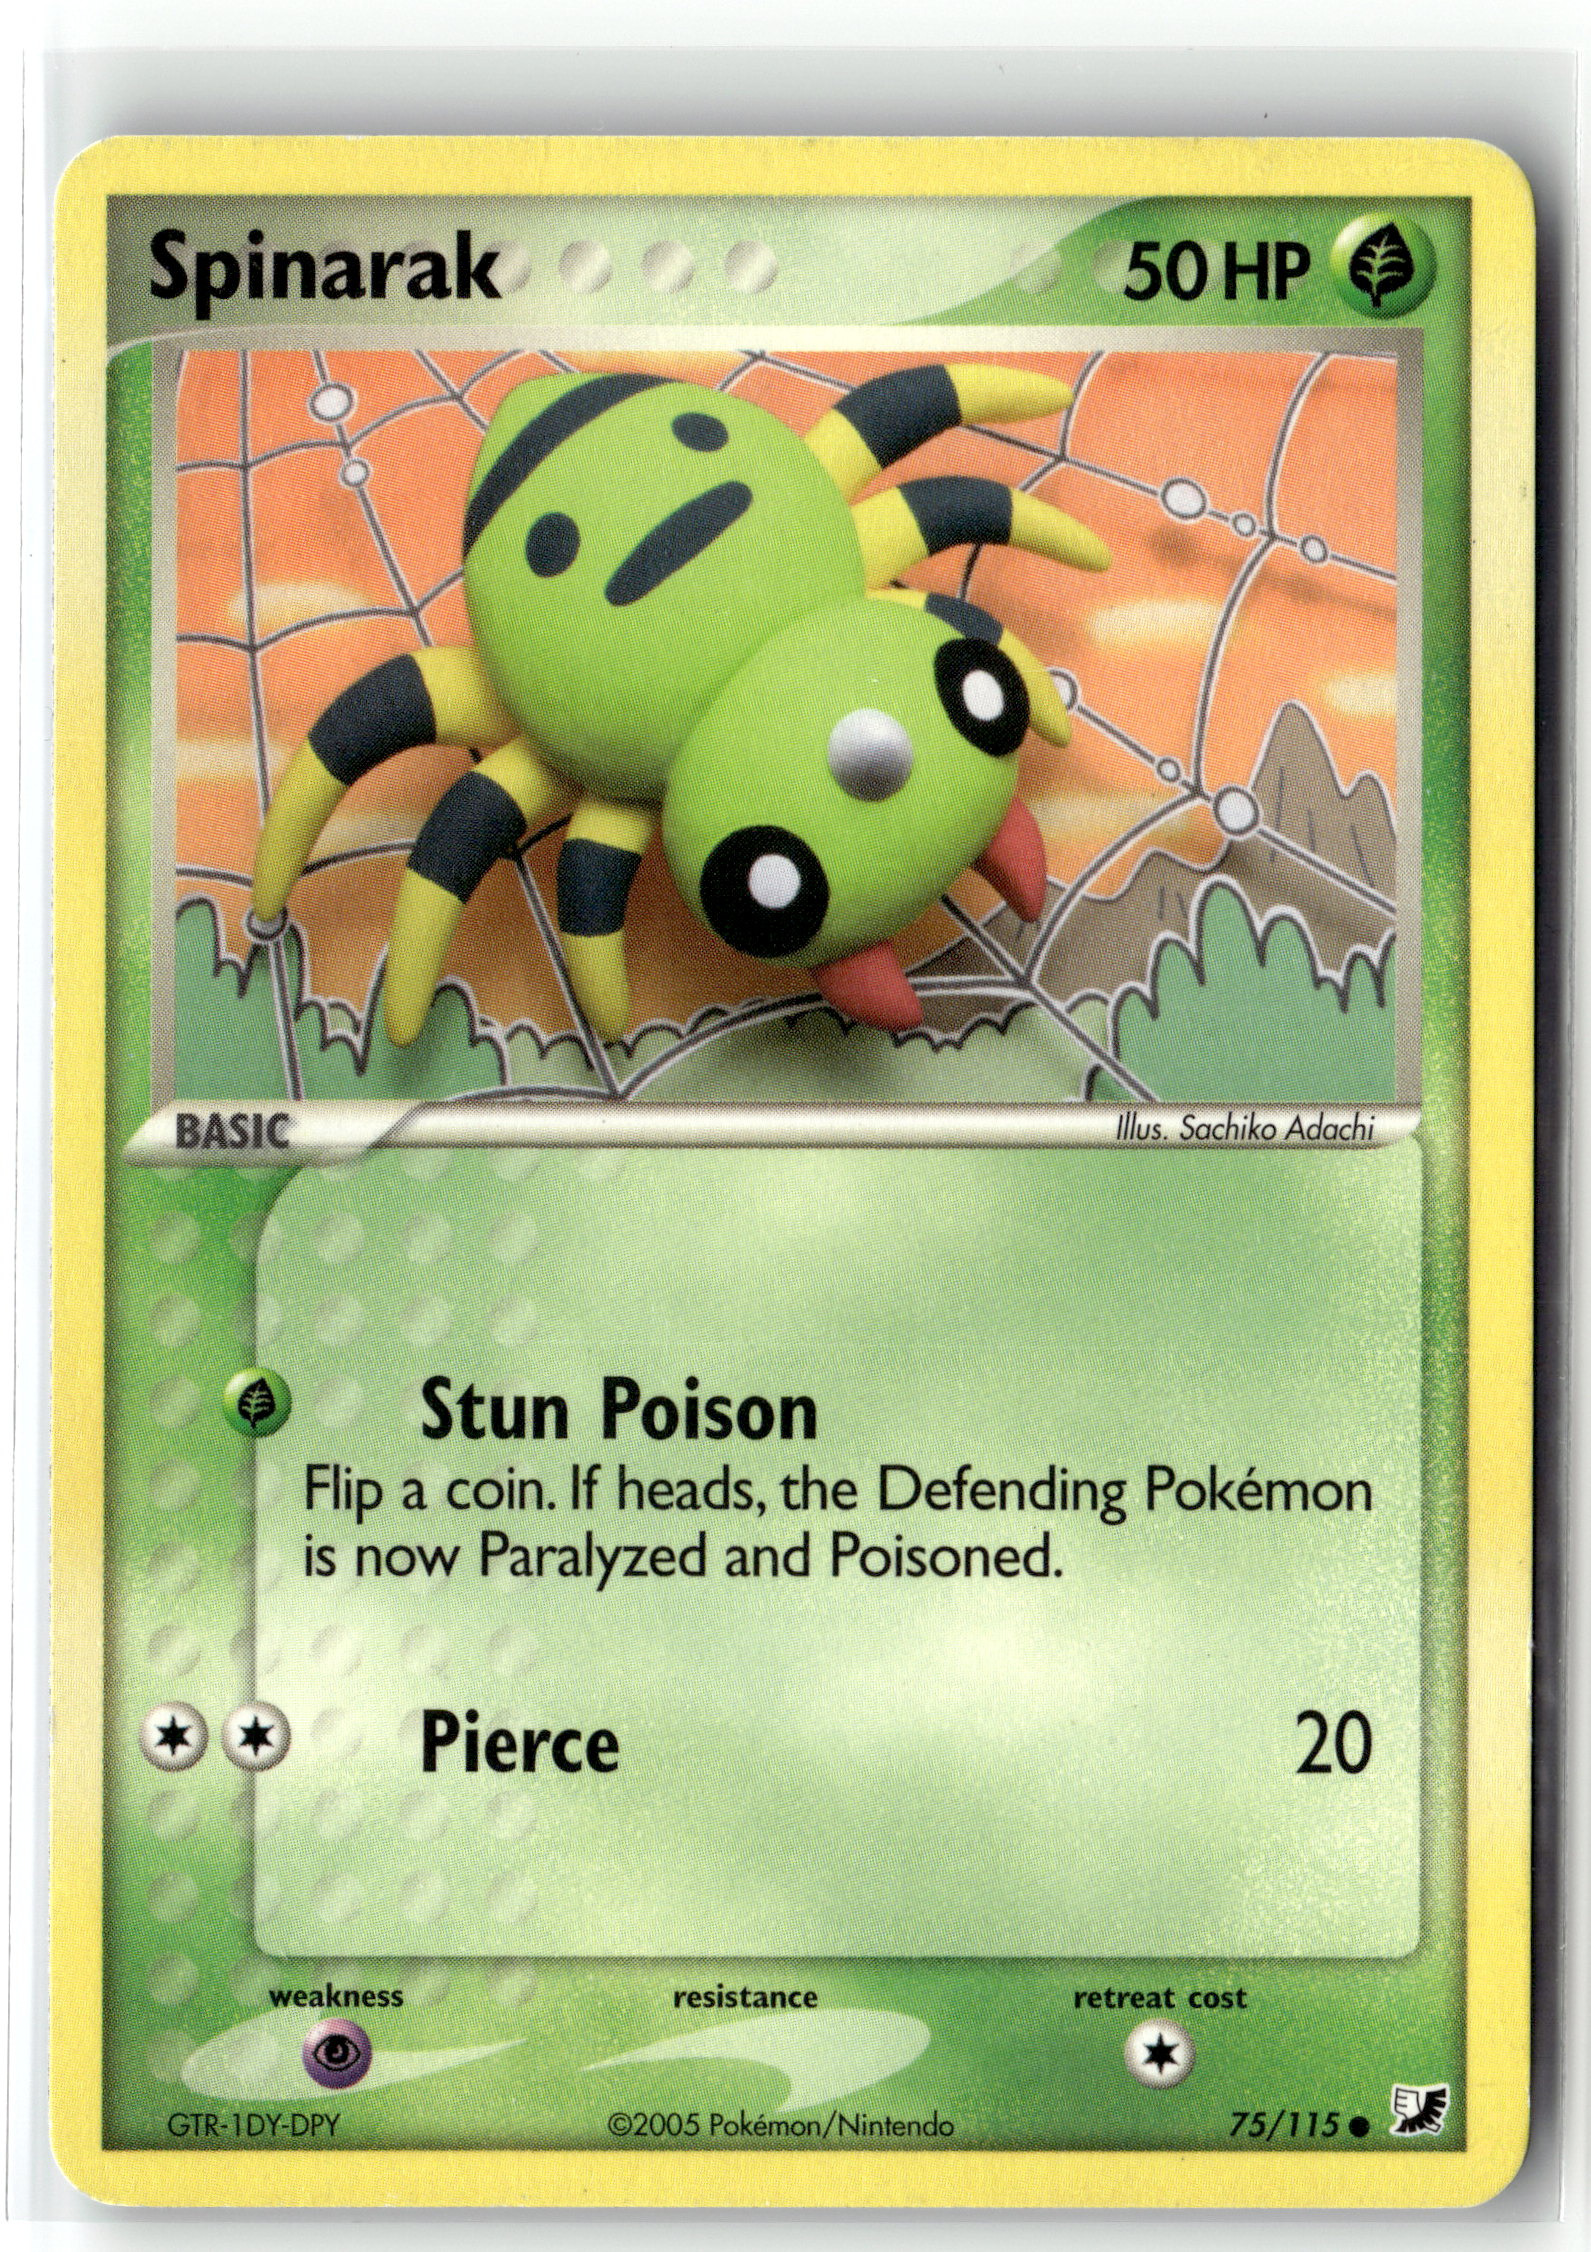 Spinarak 50 HP
BASIC Illus. Sachiko Adachi
Stun Poison
Flip a coin. If heads, the Defending Pokémon
is now Paralyzed and Poisoned.
Pierce 20
weakness resistance retreat cost
GTR-1DY-DPY ©2005 Pokémon/Nintendo 75/115